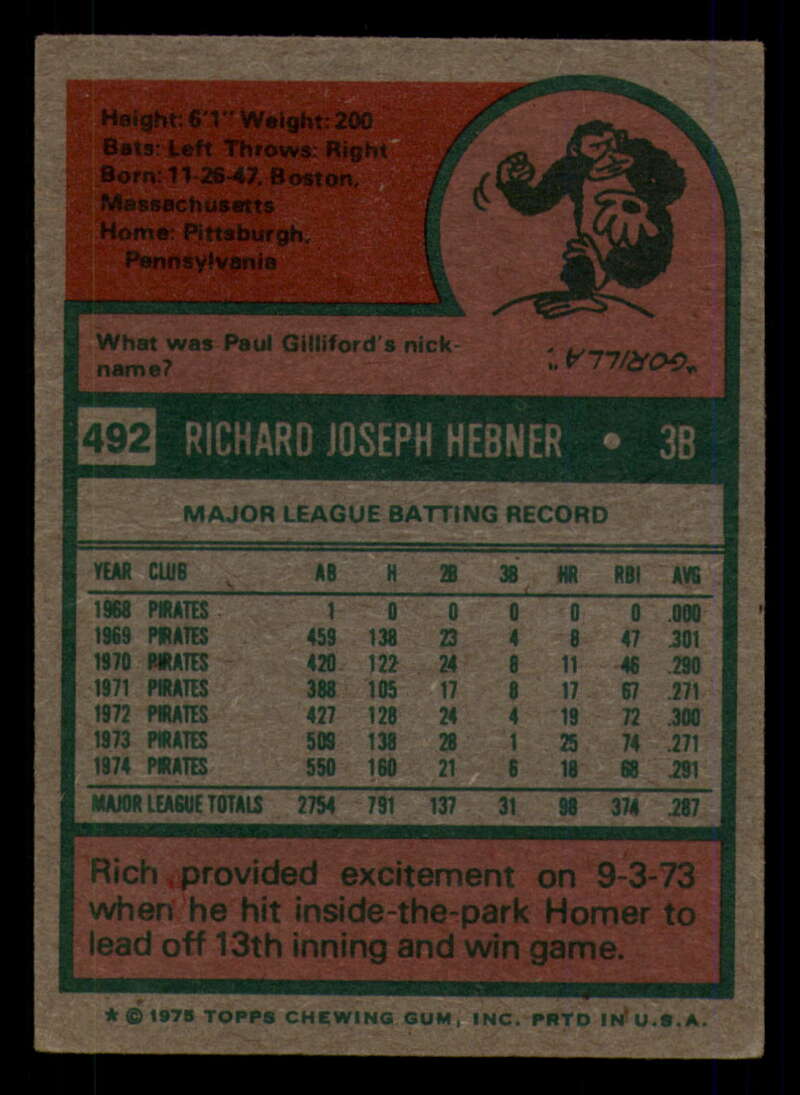 Height: 6'1" Weight: 200
Bats: Left Throws: Right
Born: 11-26-47, Boston,
Massachusetts
Home: Pittsburgh,
Pennsylvania
What was Paul Gilliford's nick-
name?
"GORILLA".
492 RICHARD JOSEPH HEBNER • 3B
MAJOR LEAGUE BATTING RECORD
YEAR CLUB AB H 2B 3B HR RBI AVG
1968 PIRATES 1 0 0 0 0 0 .000
1969 PIRATES 459 138 23 4 8 47 .301
1970 PIRATES 420 122 24 8 11 46 .290
1971 PIRATES 388 105 17 8 17 67 .271
1972 PIRATES 427 128 24 4 19 72 .300
1973 PIRATES 509 138 28 1 25 74 .271
1974 PIRATES 550 160 21 6 18 68 .291
MAJOR LEAGUE TOTALS 2754 791 137 31 98 374 .287
Rich provided excitement on 9-3-73
when he hit inside-the-park Homer to
lead off 13th inning and win game.
* © 1975 TOPPS CHEWING GUM, INC. PRTD IN U.S.A.